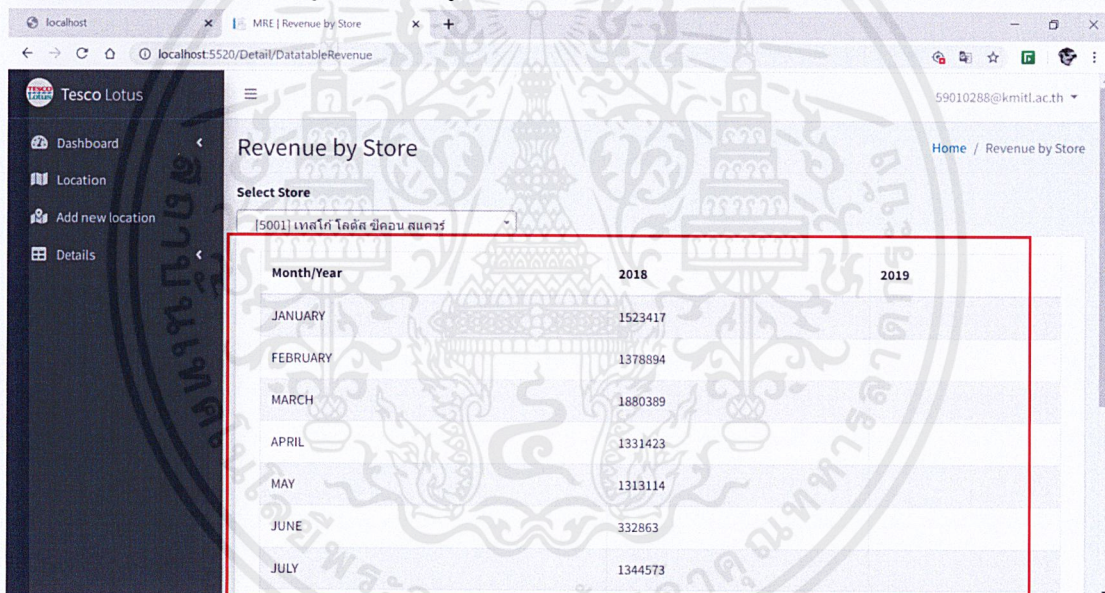 localhost
MRE | Revenue by Store
localhost:5520/Detail/DatatableRevenue
TESCO Lotus
Tesco Lotus
59010288@kmitl.ac.th
Dashboard
Location
Add new location
Details
Revenue by Store
Home / Revenue by Store
Select Store
[5001] เทสโก้ โลตัส ซีคอน สแควร์
Month/Year 2018 2019
JANUARY 1523417
FEBRUARY 1378894
MARCH 1880389
APRIL 1331423
MAY 1313114
JUNE 332863
JULY 1344573